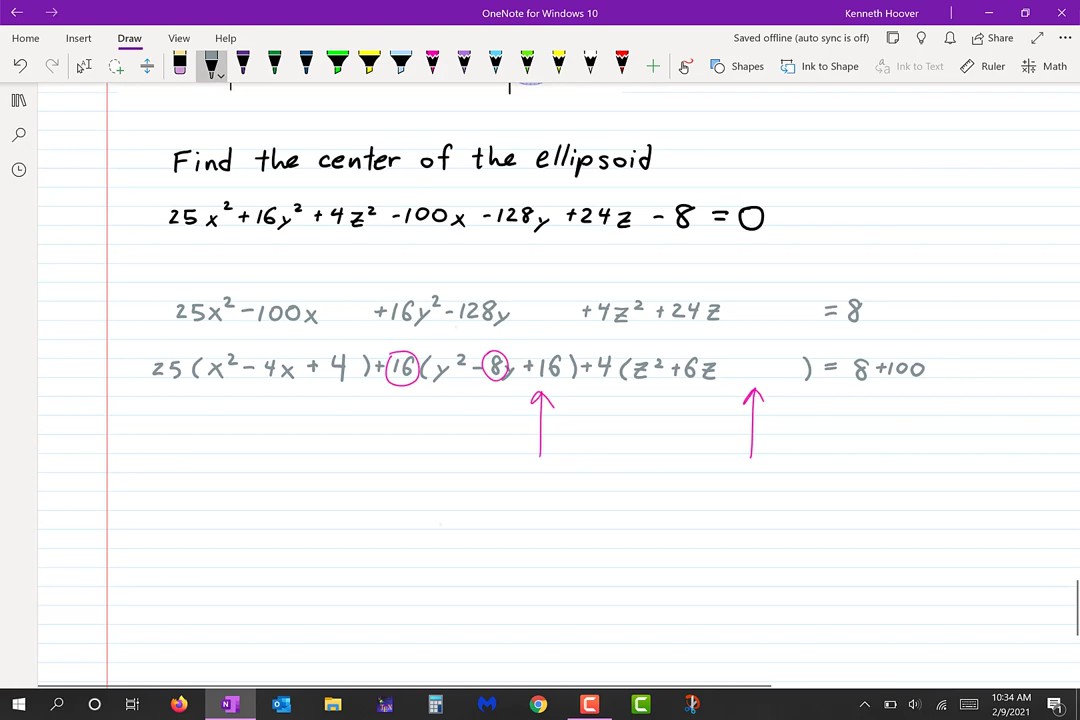 OneNote for Windows 10
Kenneth Hoover
Home Insert Draw View Help
Saved offline (auto sync is off)
Share
Shapes Ink to Shape Ink to Text Ruler Math
Find the center of the ellipsoid
25x² + 16y² + 4z² - 100x - 128y + 24z - 8 = 0
25x² - 100x + 16y² - 128y + 4z² + 24z = 8
25(x² - 4x + 4) + 16(y² - 8y + 16) + 4(z² + 6z ) = 8 + 100
10:34 AM
2/9/2021